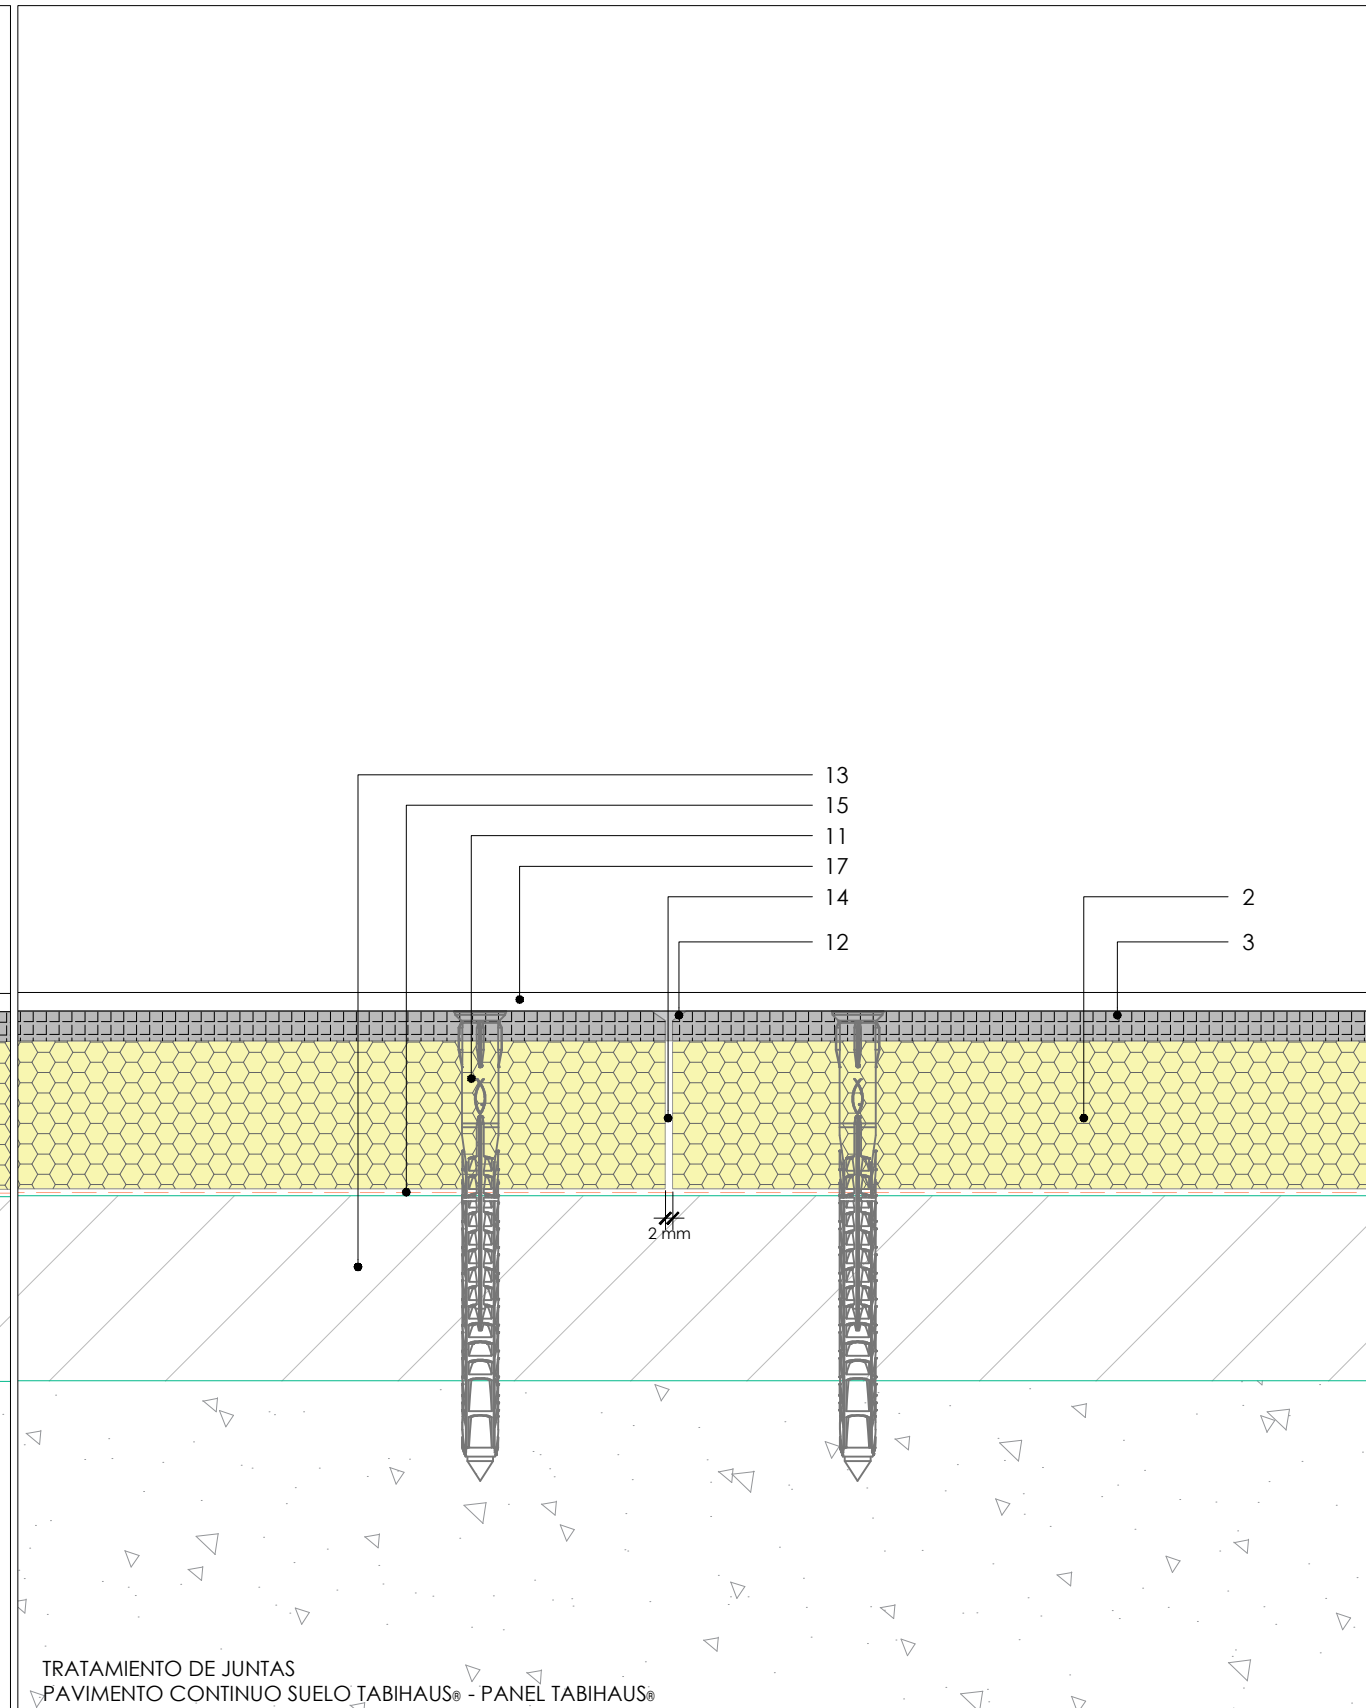 13
15
11
17
14
2
12
3
2 mm
TRATAMIENTO DE JUNTAS
PAVIMENTO CONTINUO SUELO TABIHAUS® - PANEL TABIHAUS®